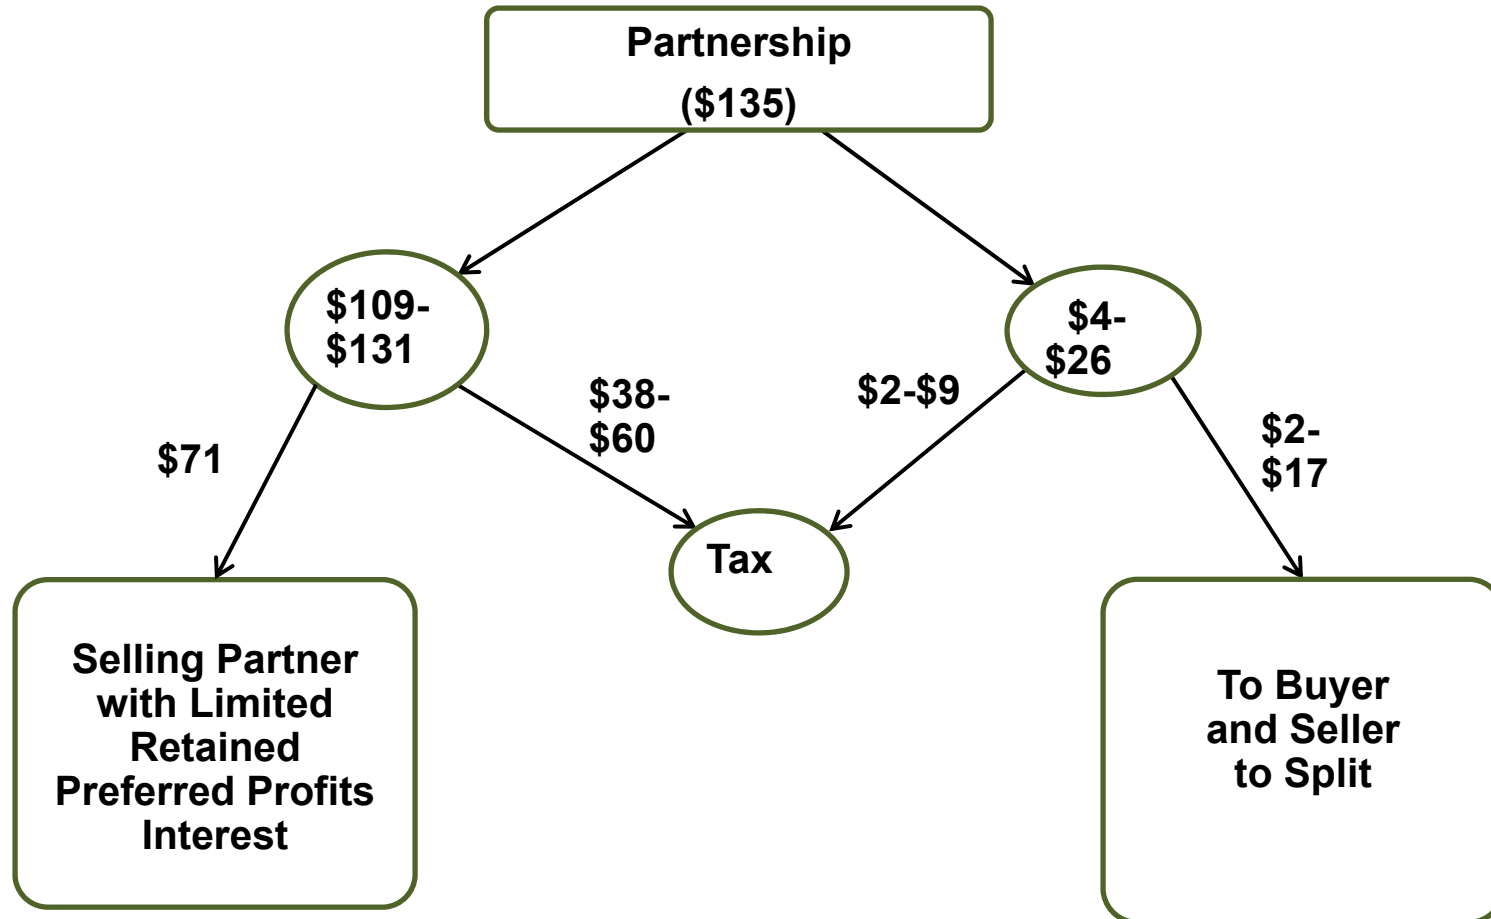 Partnership
($135)
$109-
$131
$4-
$26
$38-
$60
$2-$9
$71
$2-
$17
Tax
Selling Partner
with Limited
Retained
Preferred Profits
Interest
To Buyer
and Seller
to Split